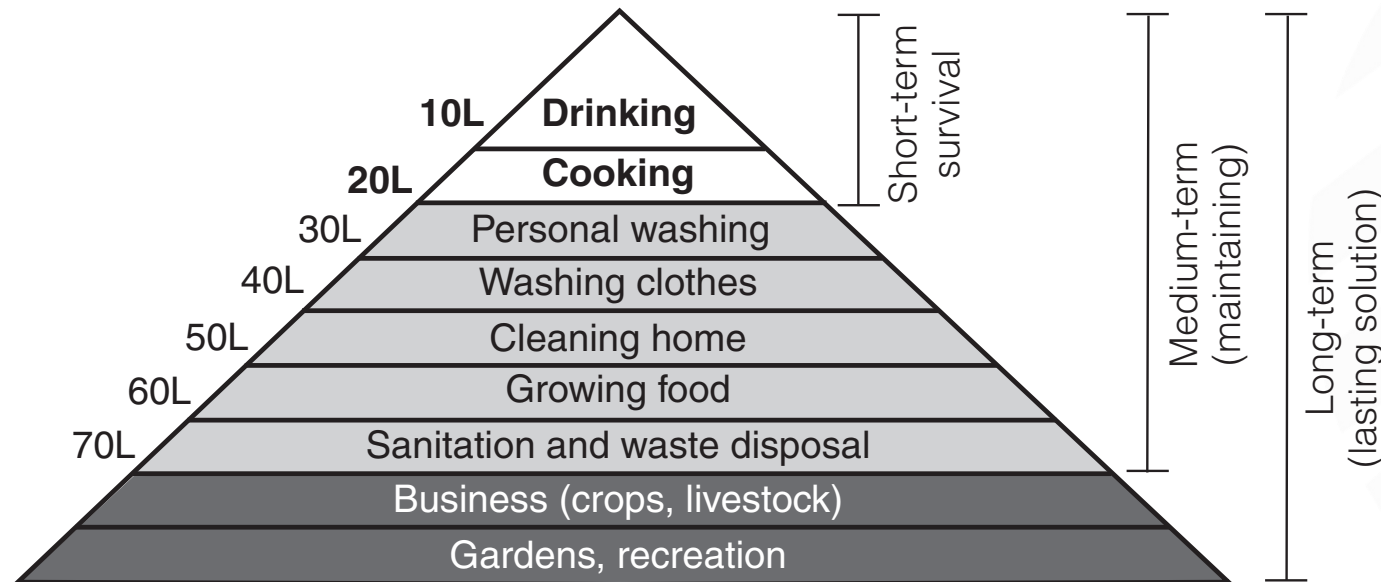 10L Drinking
20L Cooking
30L Personal washing
40L Washing clothes
50L Cleaning home
60L Growing food
70L Sanitation and waste disposal
Business (crops, livestock)
Gardens, recreation
Short-term
survival
Medium-term
(maintaining)
Long-term
(lasting solution)